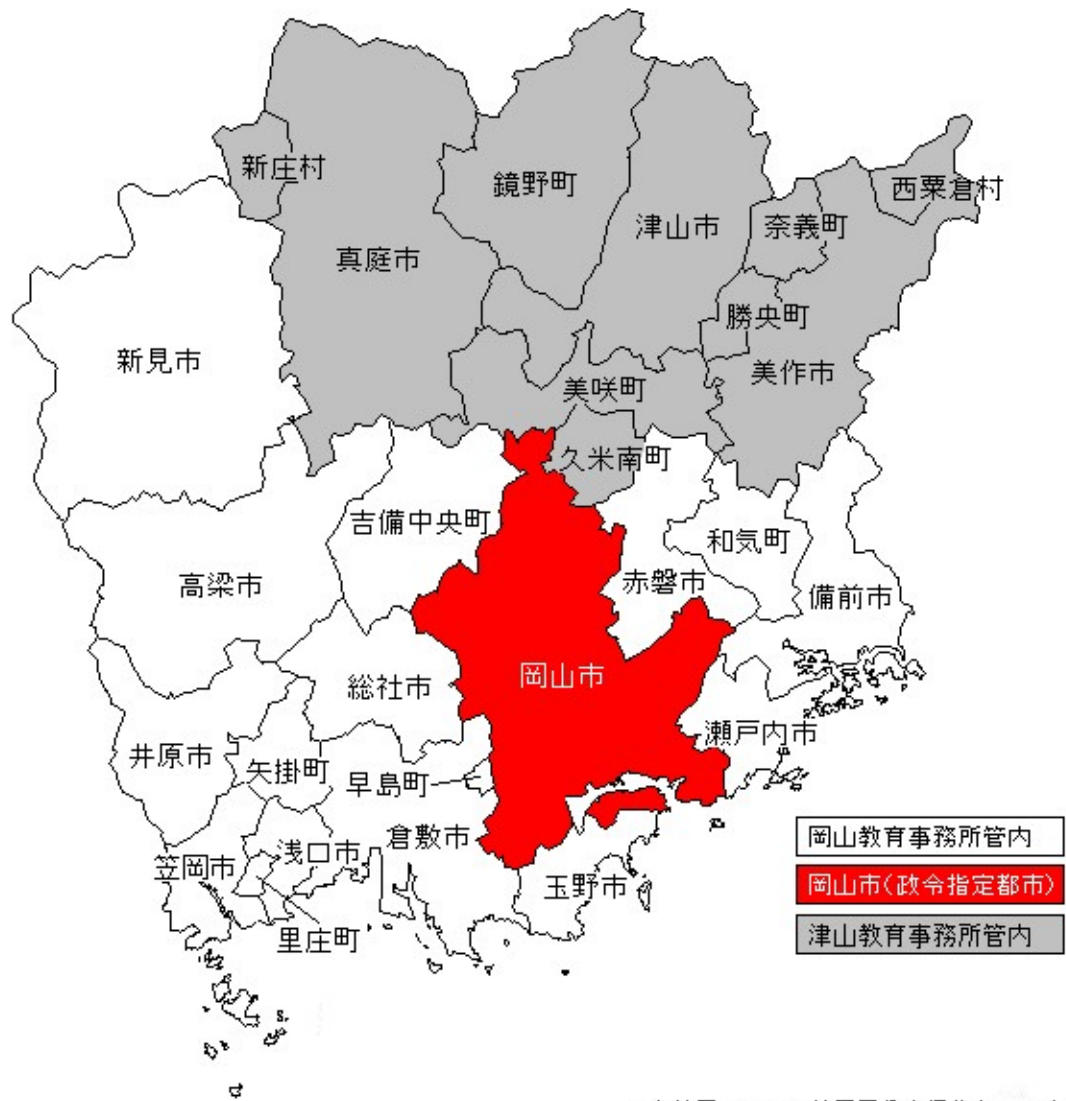 新庄村
鏡野町
西粟倉村
津山市
奈義町
真庭市
勝央町
新見市
美作市
美咲町
久米南町
吉備中央町
和気町
高梁市
赤磐市
備前市
岡山市
総社市
瀬戸内市
井原市
矢掛町
早島町
倉敷市
浅口市
笠岡市
玉野市
里庄町
岡山教育事務所管内
岡山市(政令指定都市)
津山教育事務所管内